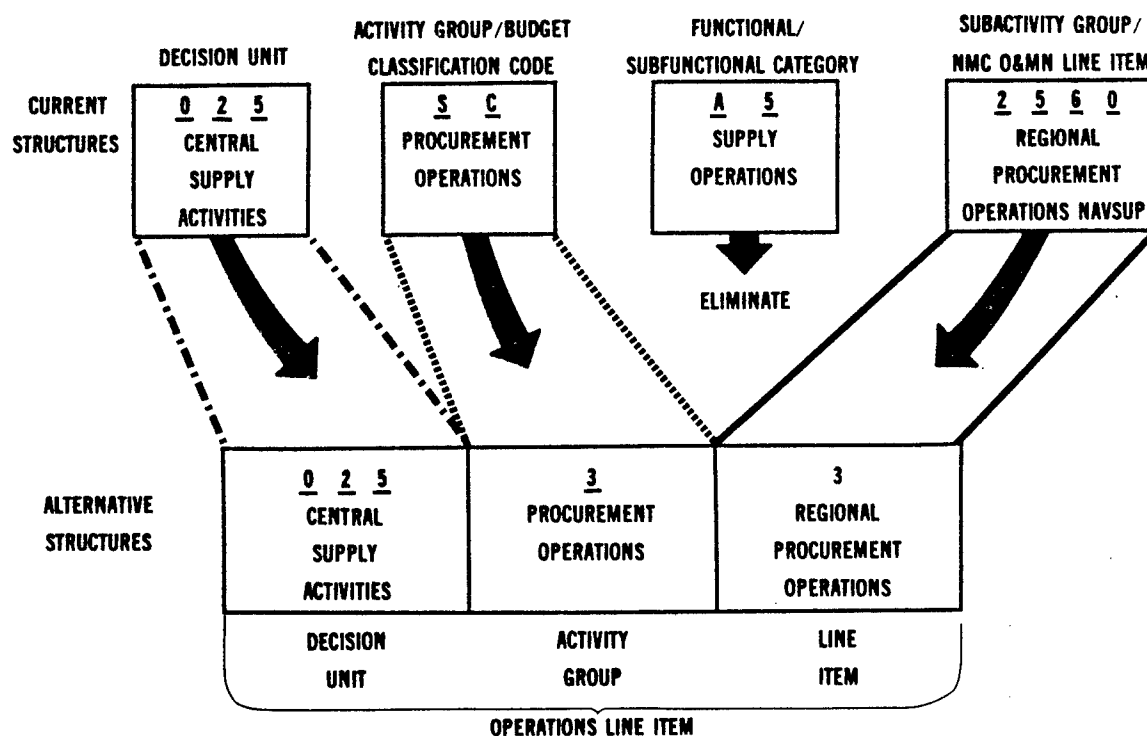 DECISION UNIT
ACTIVITY GROUP/BUDGET
CLASSIFICATION CODE
FUNCTIONAL/
SUBFUNCTIONAL CATEGORY
SUBACTIVITY GROUP/
NMC O&MN LINE ITEM
CURRENT
STRUCTURES
0 2 5
CENTRAL
SUPPLY
ACTIVITIES
S C
PROCUREMENT
OPERATIONS
A 5
SUPPLY
OPERATIONS
2 5 6 0
REGIONAL
PROCUREMENT
OPERATIONS NAVSUP
ELIMINATE
ALTERNATIVE
STRUCTURES
0 2 5
CENTRAL
SUPPLY
ACTIVITIES
3
PROCUREMENT
OPERATIONS
3
REGIONAL
PROCUREMENT
OPERATIONS
DECISION
UNIT
ACTIVITY
GROUP
LINE
ITEM
OPERATIONS LINE ITEM